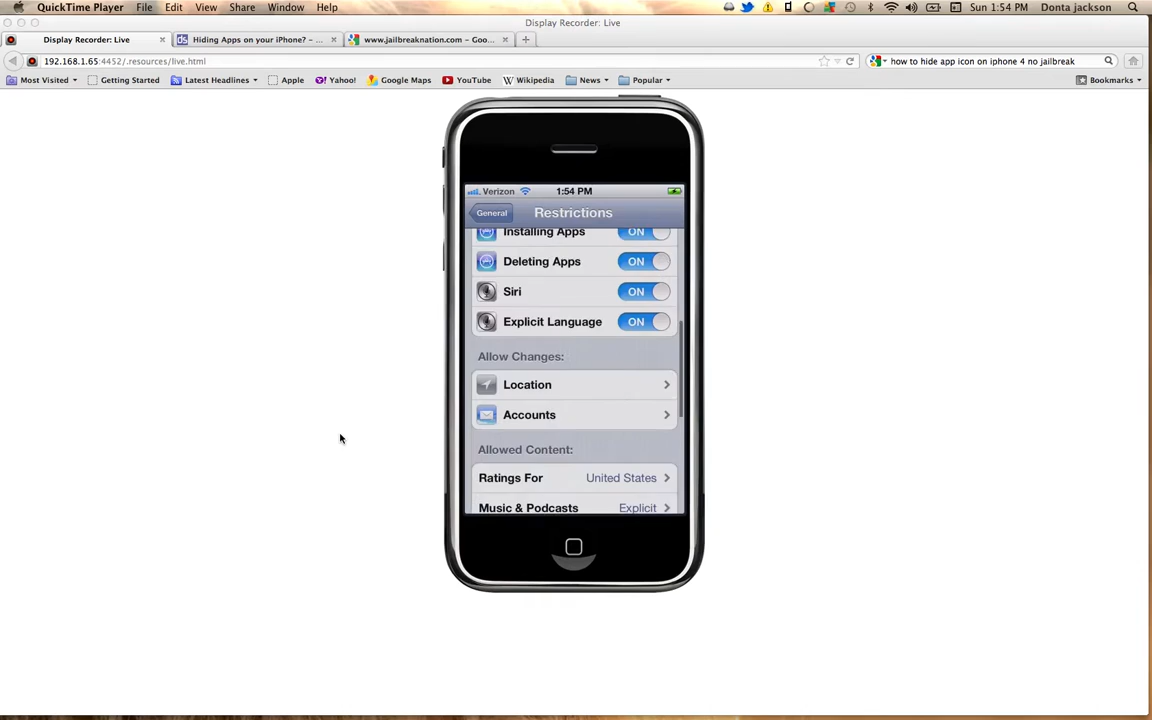 QuickTime Player File Edit View Share Window Help Sun 1:54 PM Donta jackson
Display Recorder: Live
Display Recorder: Live Hiding Apps on your iPhone? – ... www.jailbreaknation.com – Goo...
192.168.1.65:4452/.resources/live.html how to hide app icon on iphone 4 no jailbreak
Most Visited Getting Started Latest Headlines Apple Yahoo! Google Maps YouTube Wikipedia News Popular Bookmarks
Verizon 1:54 PM
General Restrictions
Installing Apps ON
Deleting Apps ON
Siri ON
Explicit Language ON
Allow Changes:
Location
Accounts
Allowed Content:
Ratings For United States
Music & Podcasts Explicit